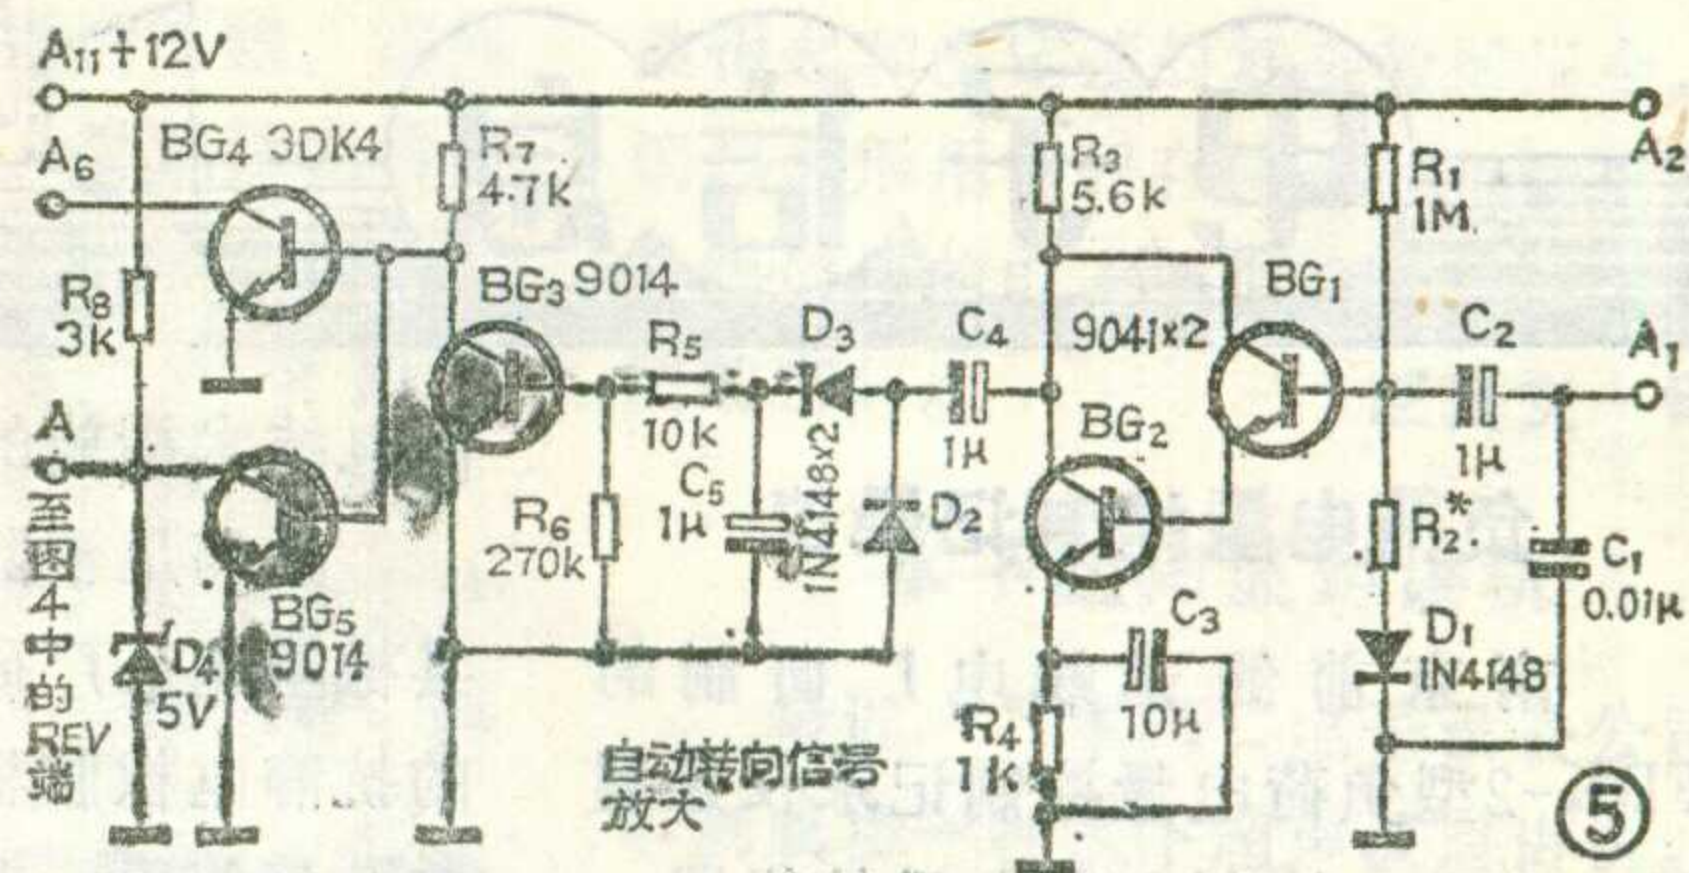 A₁₁+12V
A₆
BG₄ 3DK4
R₇
4.7k
R₃
5.6k
R₁
1M
A₂
R₈
3k
BG₃ 9014
R₅
10k
D₃
C₄
1μ
9041×2
BG₁
C₂
1μ
A₁
A
至图4中的REV端
BG₅
9014
D₄
5V
R₆
270k
C₅
1μ
1N4148×2
D₂
BG₂
R₂*
C₁
0.01μ
C₃
10μ
D₁
1N4148
R₄
1k
自动转向信号
放大
⑤